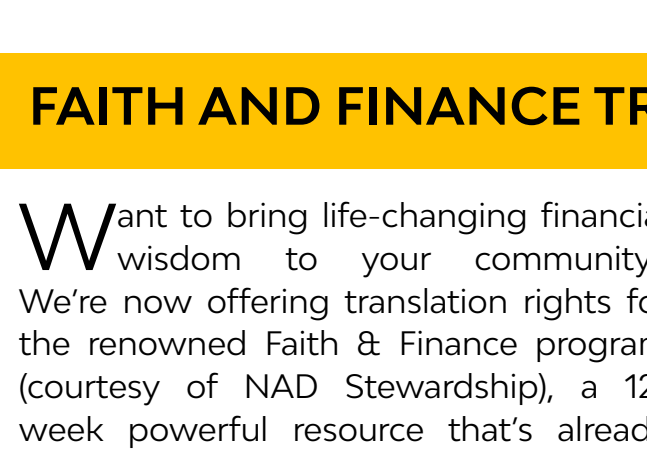 FAITH AND FINANCE TR
Want to bring life-changing financia
wisdom to your community
We're now offering translation rights fo
the renowned Faith & Finance program
(courtesy of NAD Stewardship), a 12
week powerful resource that's alread